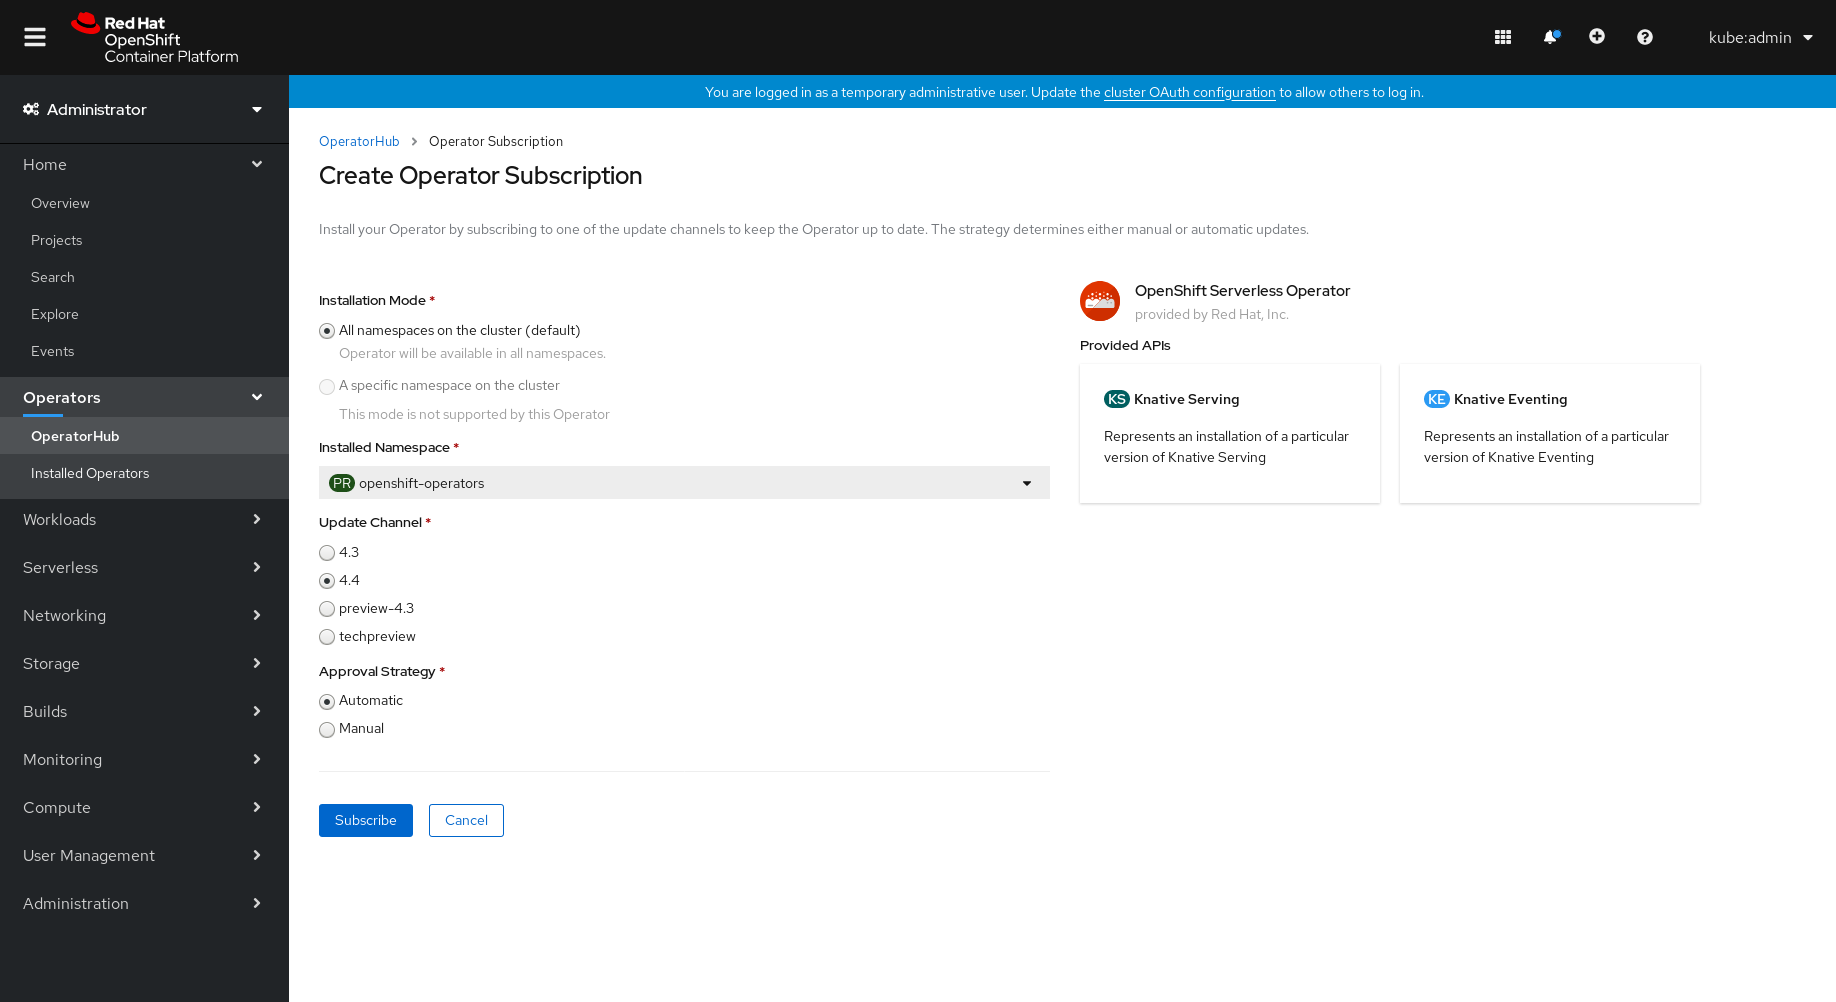 Red Hat
OpenShift
Container Platform
kube:admin
Administrator
You are logged in as a temporary administrative user. Update the cluster OAuth configuration to allow others to log in.
Home
Overview
Projects
Search
Explore
Events
Operators
OperatorHub
Installed Operators
Workloads
Serverless
Networking
Storage
Builds
Monitoring
Compute
User Management
Administration
OperatorHub > Operator Subscription
Create Operator Subscription
Install your Operator by subscribing to one of the update channels to keep the Operator up to date. The strategy determines either manual or automatic updates.
Installation Mode *
All namespaces on the cluster (default)
Operator will be available in all namespaces.
A specific namespace on the cluster
This mode is not supported by this Operator
Installed Namespace *
PR openshift-operators
Update Channel *
4.3
4.4
preview-4.3
techpreview
Approval Strategy *
Automatic
Manual
Subscribe
Cancel
OpenShift Serverless Operator
provided by Red Hat, Inc.
Provided APIs
KS Knative Serving
Represents an installation of a particular
version of Knative Serving
KE Knative Eventing
Represents an installation of a particular
version of Knative Eventing